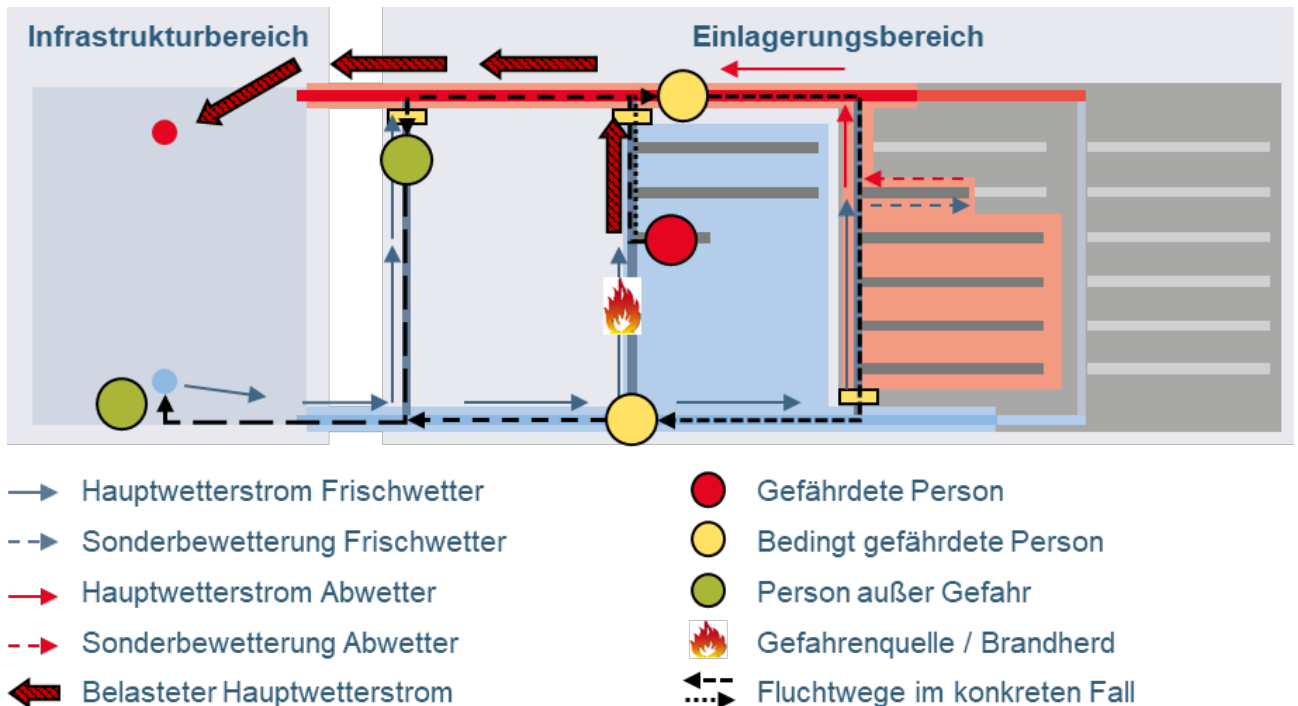 Infrastrukturbereich
Einlagerungsbereich
Hauptwetterstrom Frischwetter
Sonderbewetterung Frischwetter
Hauptwetterstrom Abwetter
Sonderbewetterung Abwetter
Belasteter Hauptwetterstrom
Gefährdete Person
Bedingt gefährdete Person
Person außer Gefahr
Gefahrenquelle / Brandherd
Fluchtwege im konkreten Fall